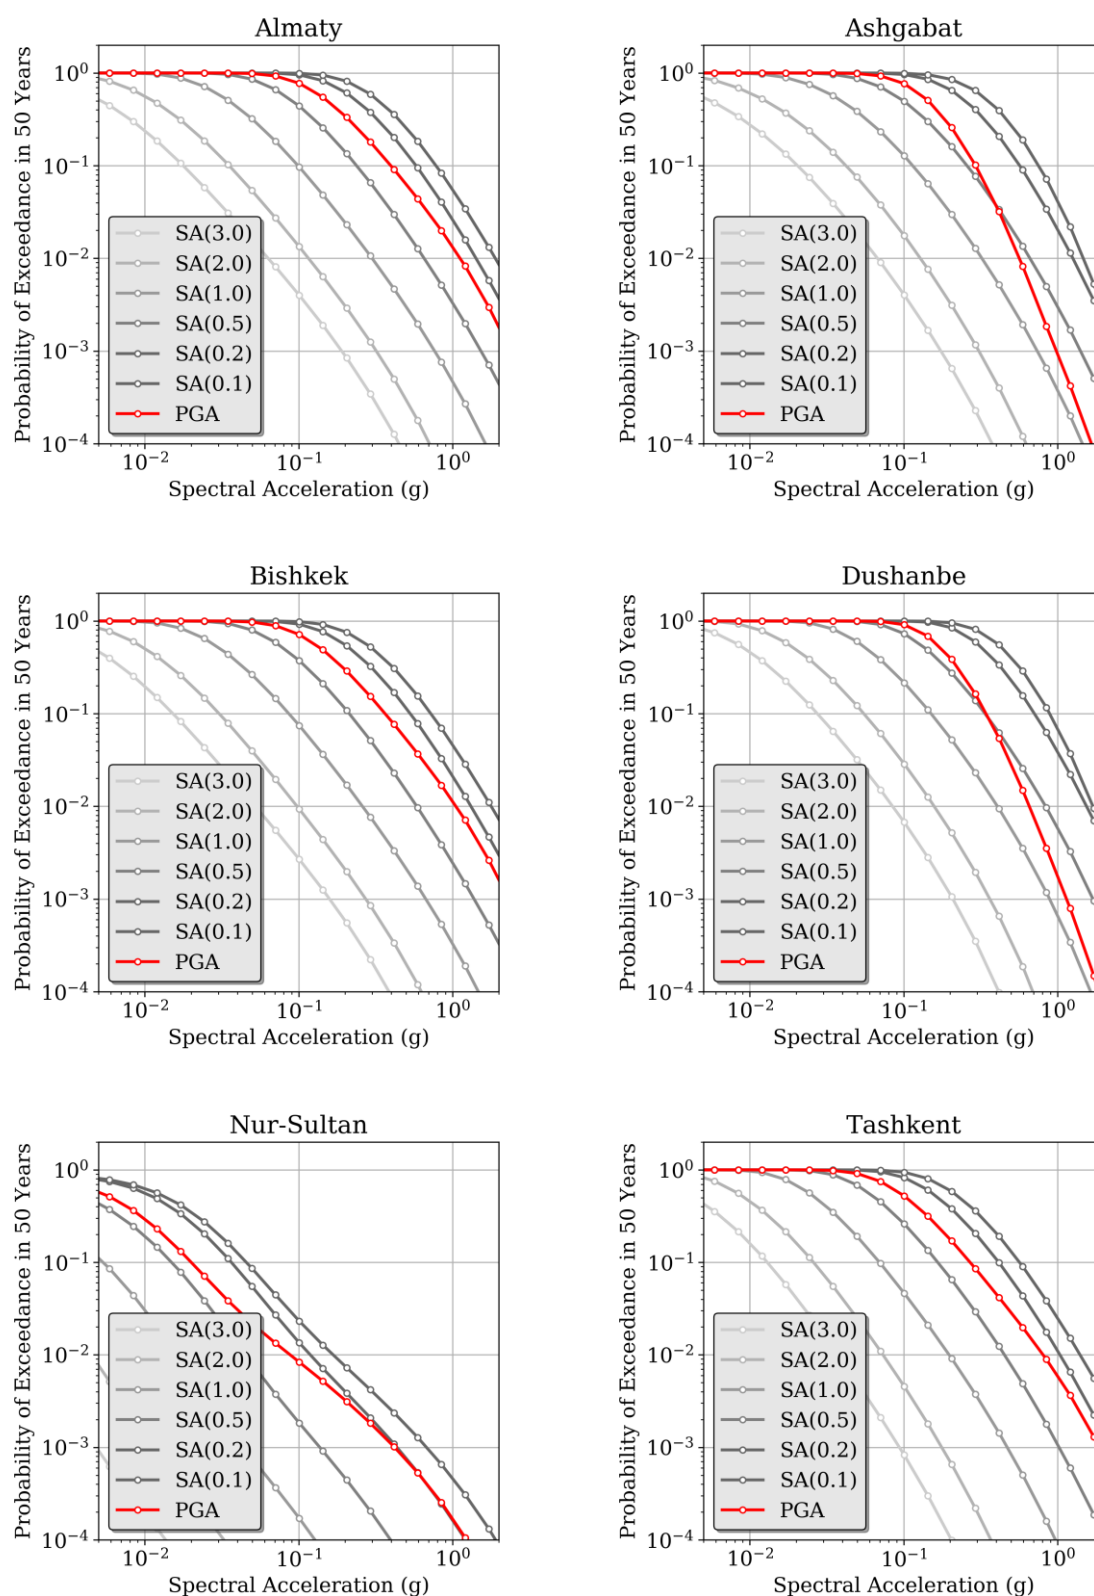 Almaty
Probability of Exceedance in 50 Years
10^0
10^-1
10^-2
10^-3
10^-4
SA(3.0)
SA(2.0)
SA(1.0)
SA(0.5)
SA(0.2)
SA(0.1)
PGA
10^-2
10^-1
10^0
Spectral Acceleration (g)
Ashgabat
Probability of Exceedance in 50 Years
10^0
10^-1
10^-2
10^-3
10^-4
SA(3.0)
SA(2.0)
SA(1.0)
SA(0.5)
SA(0.2)
SA(0.1)
PGA
10^-2
10^-1
10^0
Spectral Acceleration (g)
Bishkek
Probability of Exceedance in 50 Years
10^0
10^-1
10^-2
10^-3
10^-4
SA(3.0)
SA(2.0)
SA(1.0)
SA(0.5)
SA(0.2)
SA(0.1)
PGA
10^-2
10^-1
10^0
Spectral Acceleration (g)
Dushanbe
Probability of Exceedance in 50 Years
10^0
10^-1
10^-2
10^-3
10^-4
SA(3.0)
SA(2.0)
SA(1.0)
SA(0.5)
SA(0.2)
SA(0.1)
PGA
10^-2
10^-1
10^0
Spectral Acceleration (g)
Nur-Sultan
Probability of Exceedance in 50 Years
10^0
10^-1
10^-2
10^-3
10^-4
SA(3.0)
SA(2.0)
SA(1.0)
SA(0.5)
SA(0.2)
SA(0.1)
PGA
10^-2
10^-1
10^0
Spectral Acceleration (g)
Tashkent
Probability of Exceedance in 50 Years
10^0
10^-1
10^-2
10^-3
10^-4
SA(3.0)
SA(2.0)
SA(1.0)
SA(0.5)
SA(0.2)
SA(0.1)
PGA
10^-2
10^-1
10^0
Spectral Acceleration (g)